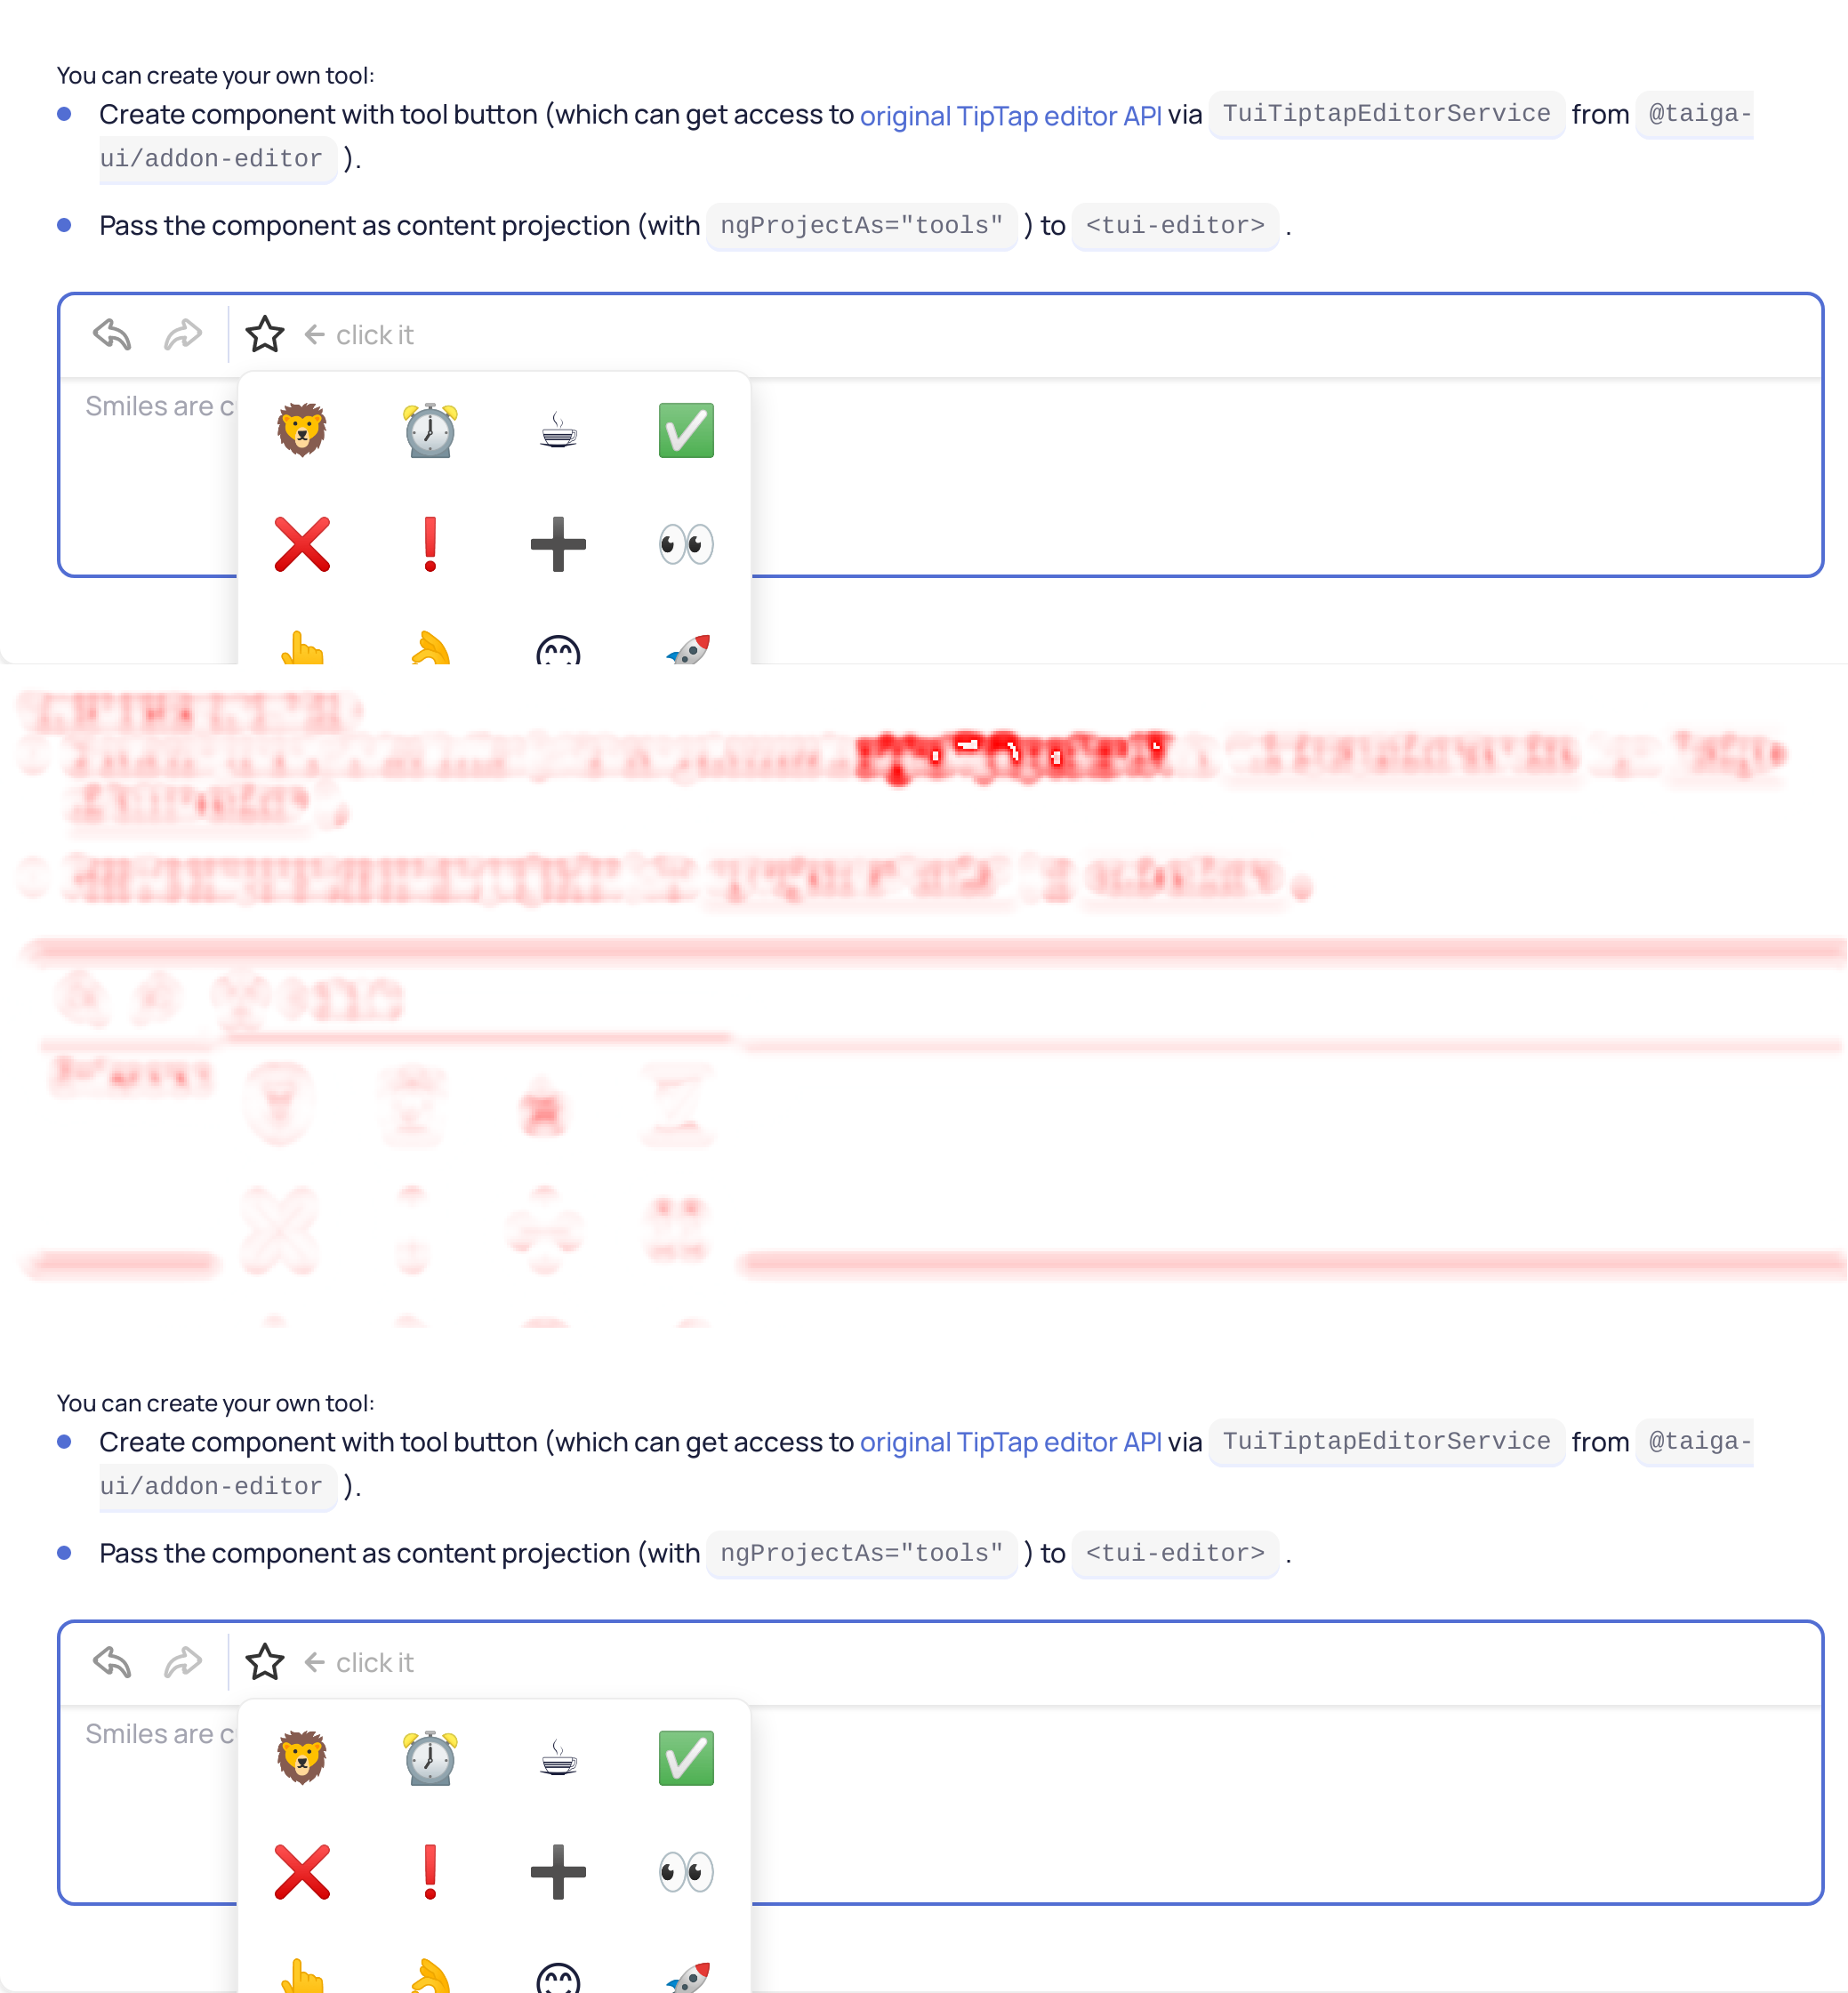 You can create your own tool:
Create component with tool button (which can get access to original TipTap editor API via TuiTiptapEditorService from @taiga-
ui/addon-editor ).
Pass the component as content projection (with ngProjectAs="tools" ) to <tui-editor> .
← click it
Smiles are c
You can create your own tool:
Create component with tool button (which can get access to original TipTap editor API via TuiTiptapEditorService from @taiga-
ui/addon-editor ).
Pass the component as content projection (with ngProjectAs="tools" ) to <tui-editor> .
← click it
Smiles are c